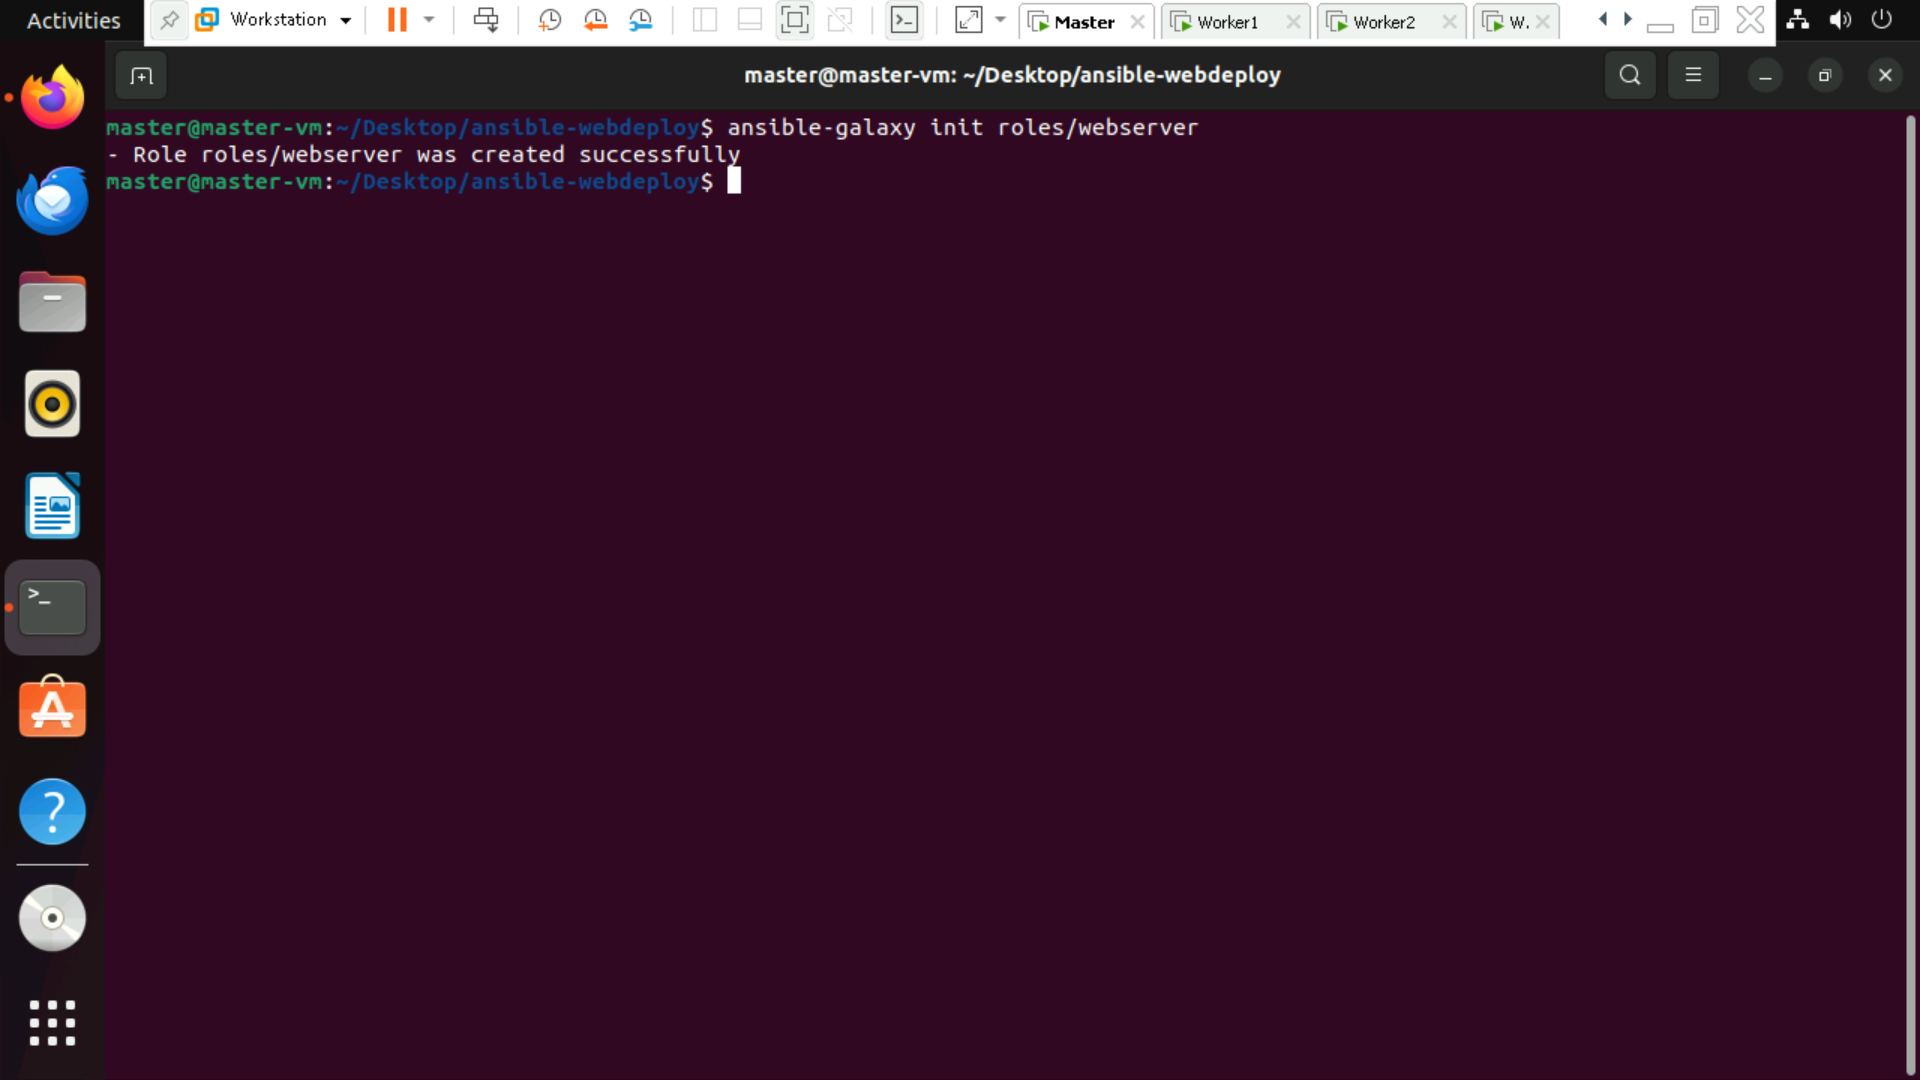 Activities
Workstation
Master
Worker1
Worker2
W.
master@master-vm: ~/Desktop/ansible-webdeploy
master@master-vm:~/Desktop/ansible-webdeploy$ ansible-galaxy init roles/webserver
- Role roles/webserver was created successfully
master@master-vm:~/Desktop/ansible-webdeploy$